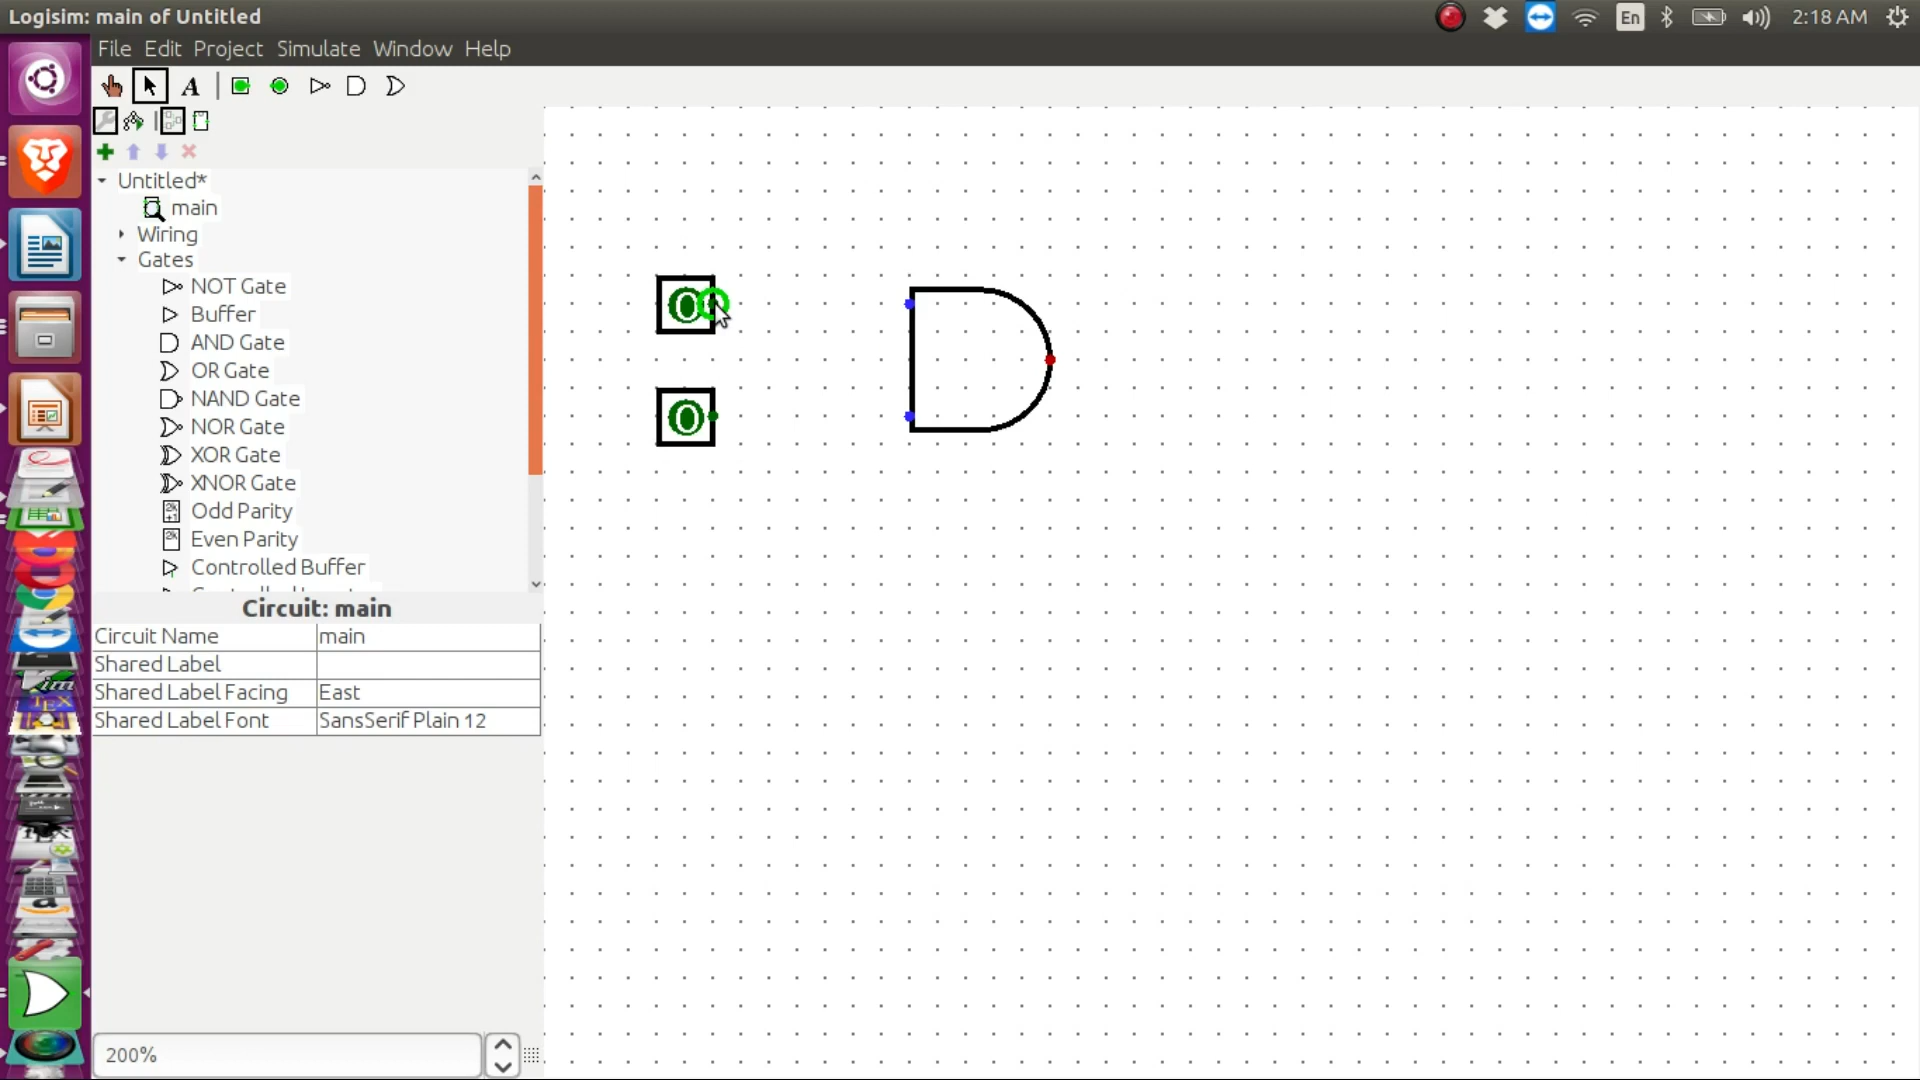 Logisim: main of Untitled
En
2:18 AM
File Edit Project Simulate Window Help
A
Untitled*
main
Wiring
Gates
NOT Gate
Buffer
AND Gate
OR Gate
NAND Gate
NOR Gate
XOR Gate
XNOR Gate
Odd Parity
Even Parity
Controlled Buffer
0
0
Circuit: main
Circuit Name main
Shared Label
Shared Label Facing East
Shared Label Font SansSerif Plain 12
200%